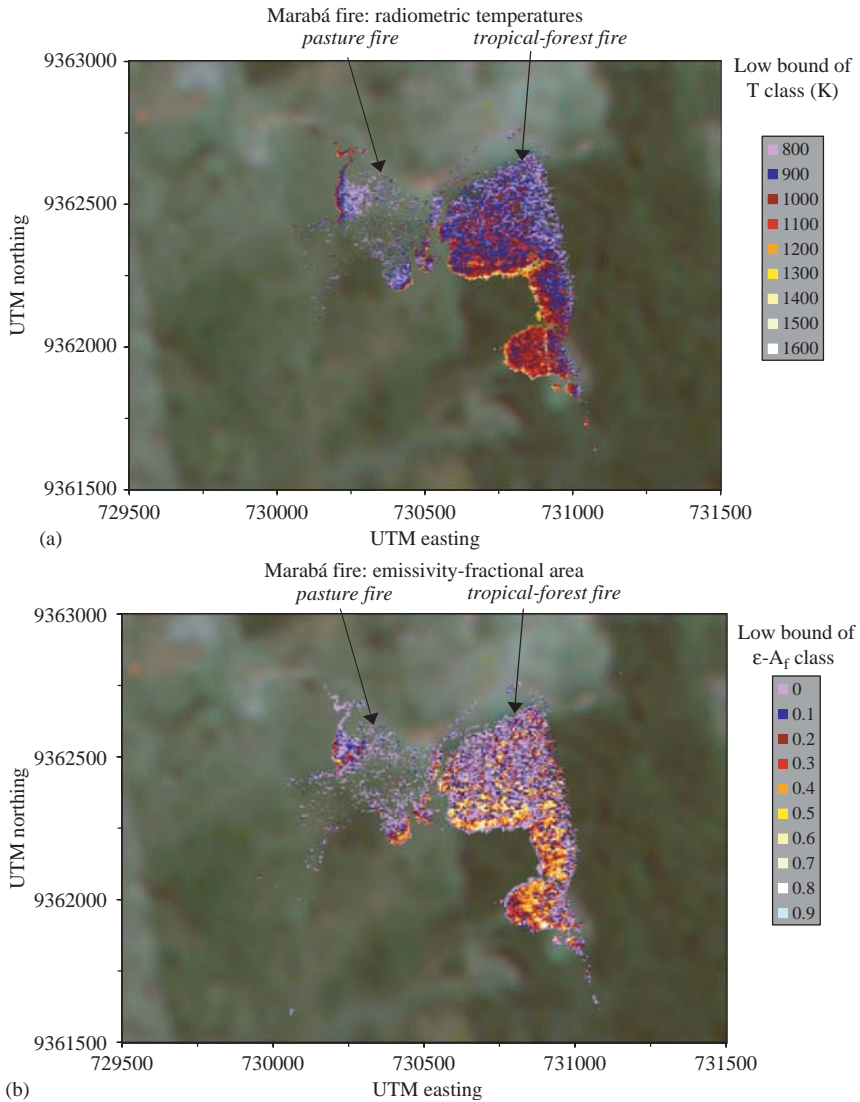 Marabá fire: radiometric temperatures
pasture fire tropical-forest fire
9363000
9362500
9362000
9361500
UTM northing
729500 730000 730500 731000 731500
UTM easting
(a)
Low bound of
T class (K)
800
900
1000
1100
1200
1300
1400
1500
1600
Marabá fire: emissivity-fractional area
pasture fire tropical-forest fire
9363000
9362500
9362000
9361500
UTM northing
729500 730000 730500 731000 731500
UTM easting
(b)
Low bound of
ε-Af class
0
0.1
0.2
0.3
0.4
0.5
0.6
0.7
0.8
0.9